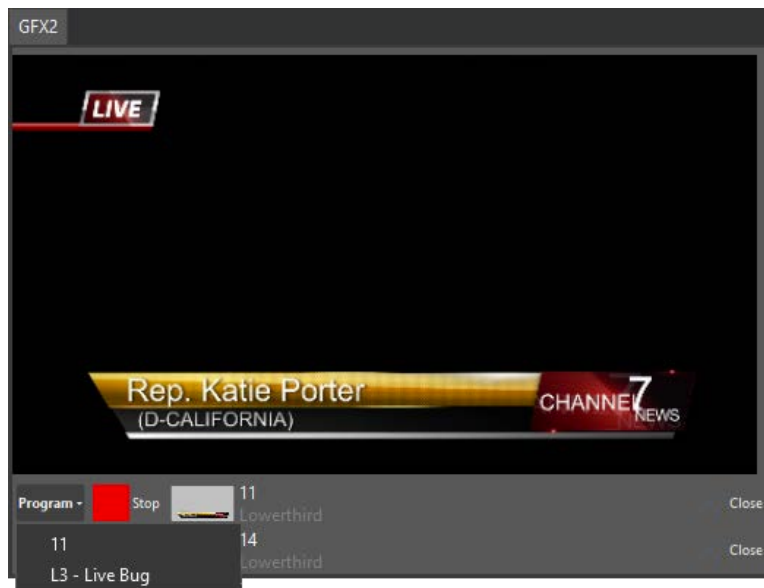 GFX2
LIVE
Rep. Katie Porter
(D-CALIFORNIA)
CHANNEL 7
NEWS
Program Stop 11 Close
Lowerthird
11 14 Close
L3 - Live Bug Lowerthird